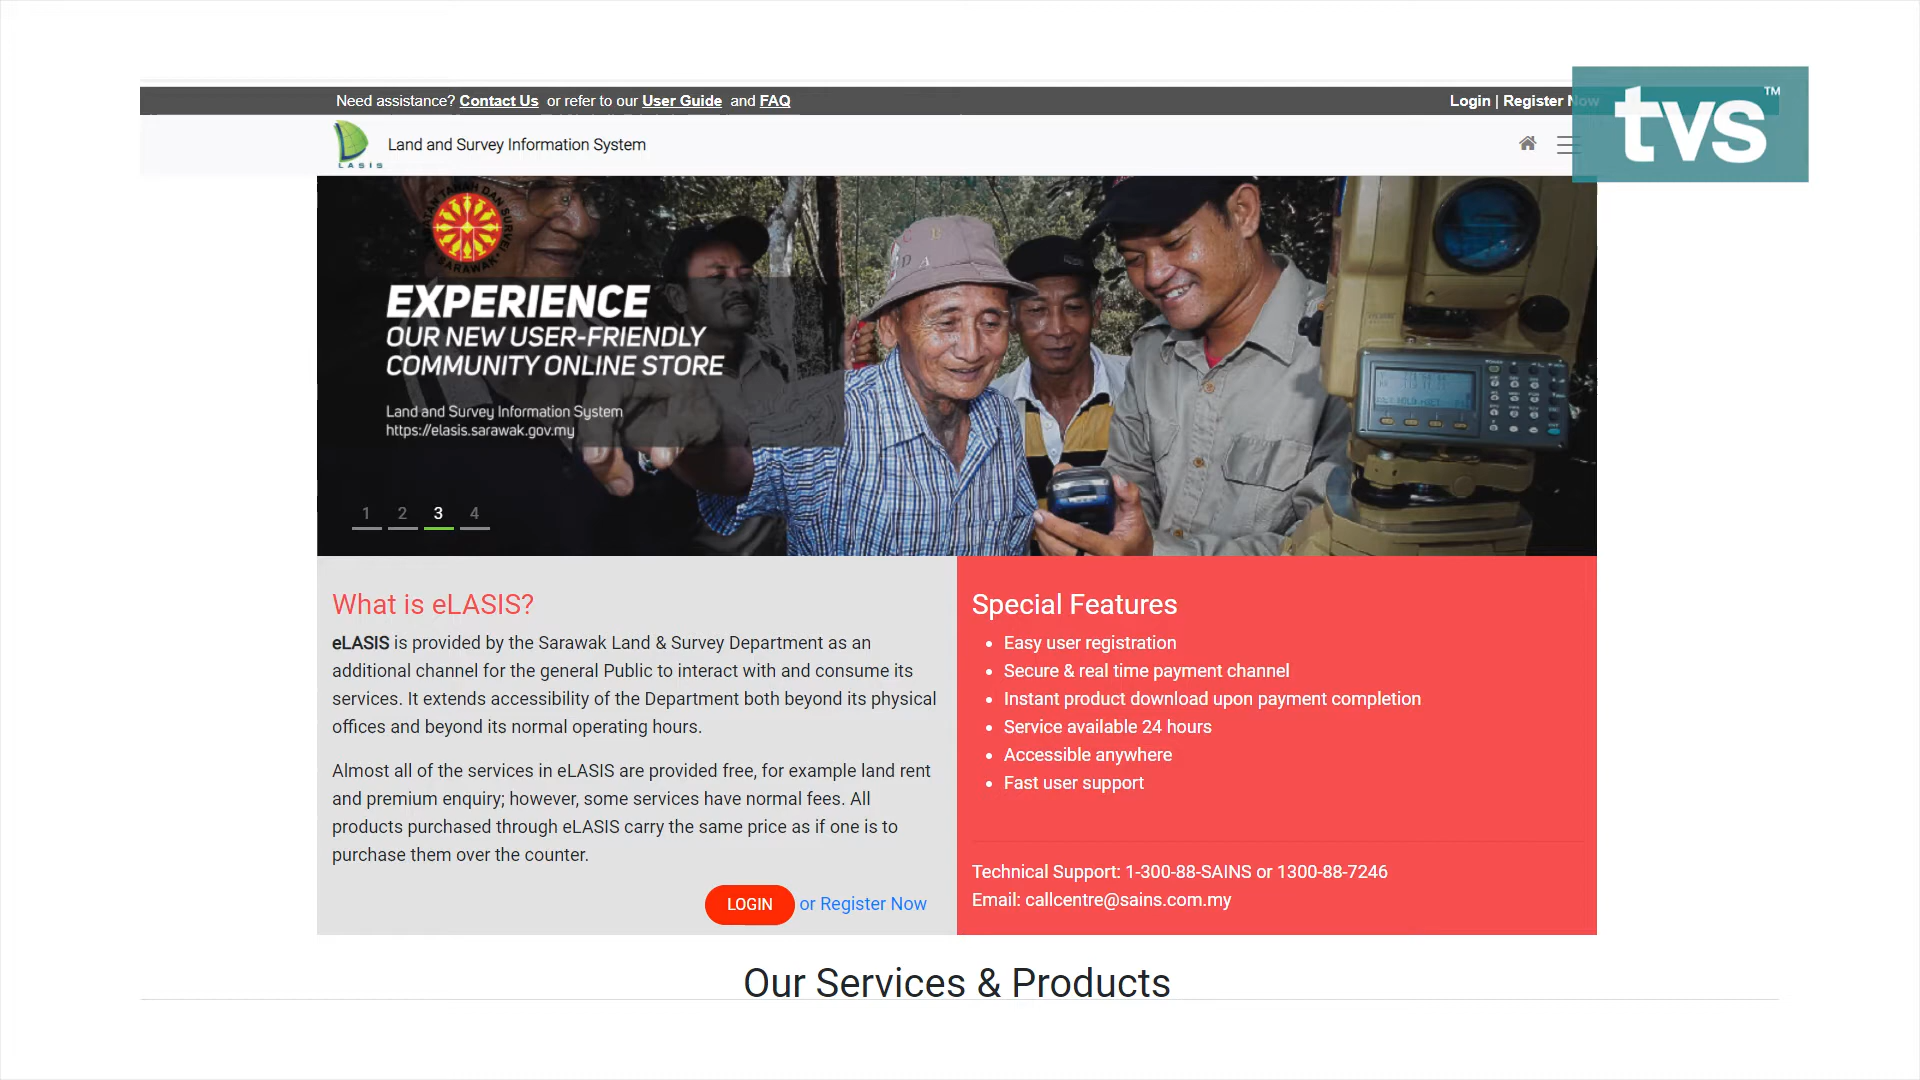 Need assistance? Contact Us or refer to our User Guide and FAQ
Login | Register Now
tvs™
LASIS
Land and Survey Information System
SARAWAK
EXPERIENCE
OUR NEW USER-FRIENDLY
COMMUNITY ONLINE STORE
Land and Survey Information System
https://elasis.sarawak.gov.my
1 2 3 4
What is eLASIS?
eLASIS is provided by the Sarawak Land & Survey Department as an
additional channel for the general Public to interact with and consume its
services. It extends accessibility of the Department both beyond its physical
offices and beyond its normal operating hours.
Almost all of the services in eLASIS are provided free, for example land rent
and premium enquiry; however, some services have normal fees. All
products purchased through eLASIS carry the same price as if one is to
purchase them over the counter.
LOGIN or Register Now
Special Features
• Easy user registration
• Secure & real time payment channel
• Instant product download upon payment completion
• Service available 24 hours
• Accessible anywhere
• Fast user support
Technical Support: 1-300-88-SAINS or 1300-88-7246
Email: callcentre@sains.com.my
Our Services & Products